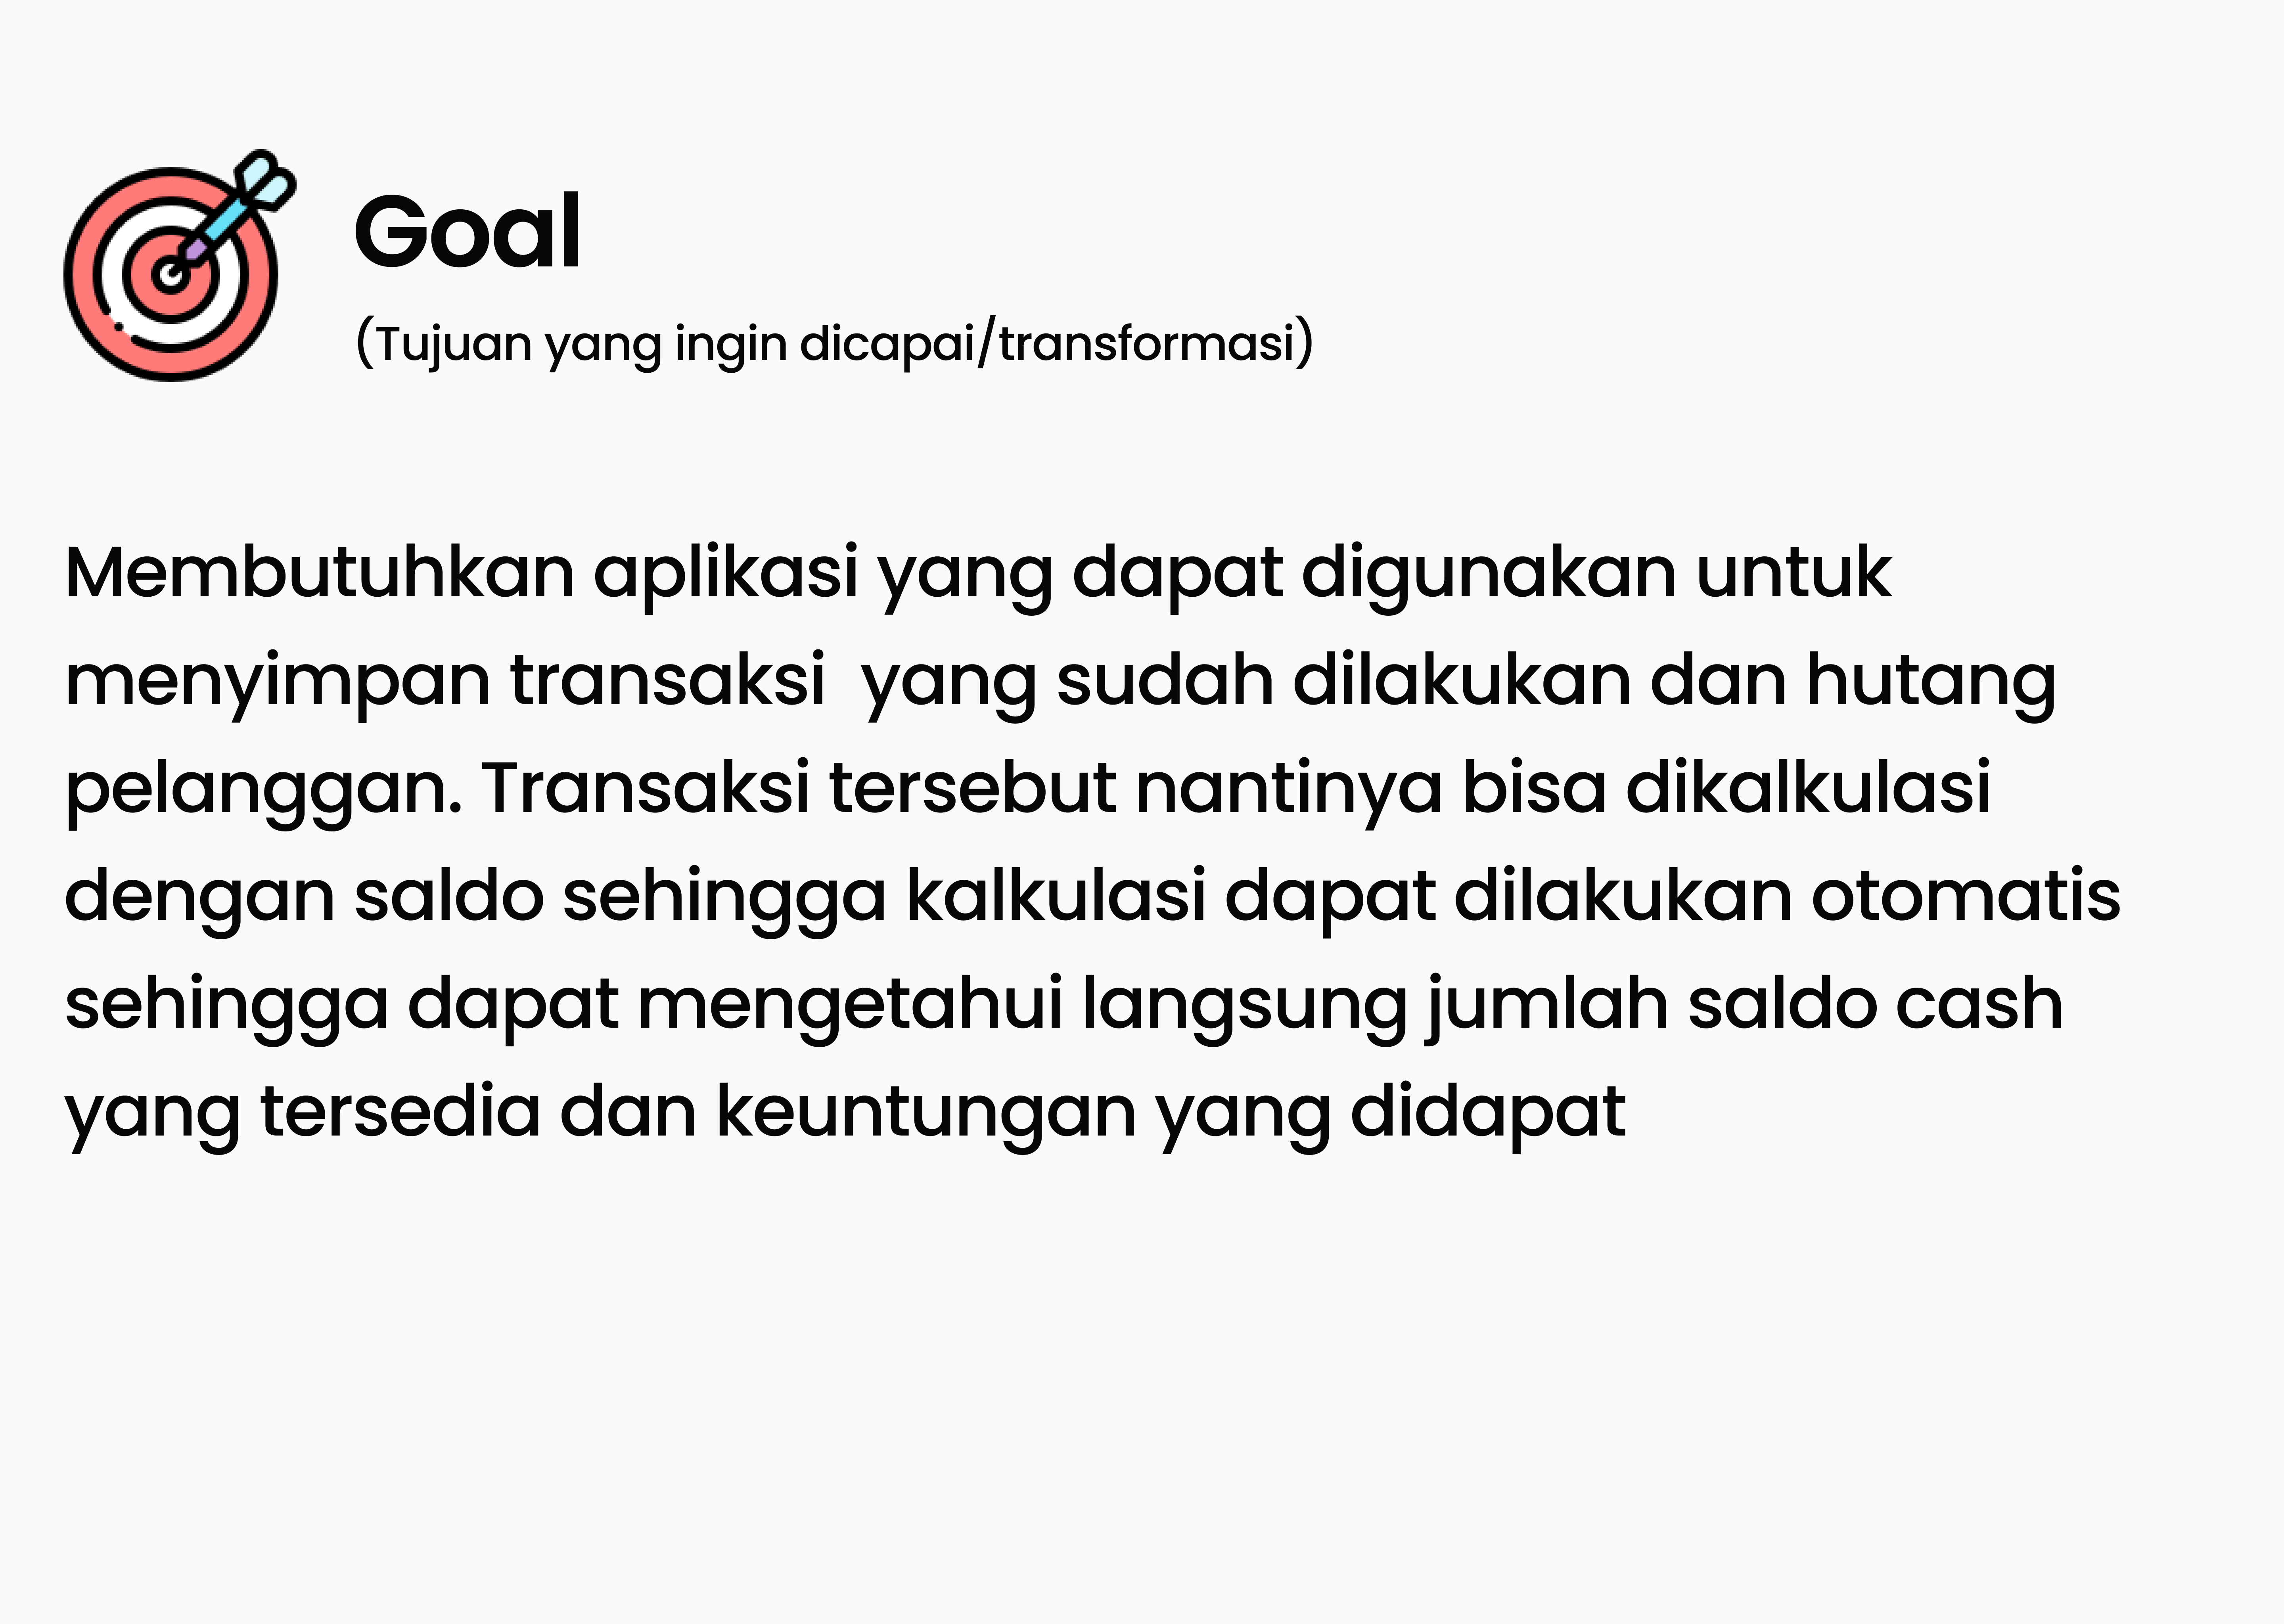 Goal
(Tujuan yang ingin dicapai/transformasi)
Membutuhkan aplikasi yang dapat digunakan untuk
menyimpan transaksi  yang sudah dilakukan dan hutang
pelanggan. Transaksi tersebut nantinya bisa dikalkulasi
dengan saldo sehingga kalkulasi dapat dilakukan otomatis
sehingga dapat mengetahui langsung jumlah saldo cash
yang tersedia dan keuntungan yang didapat